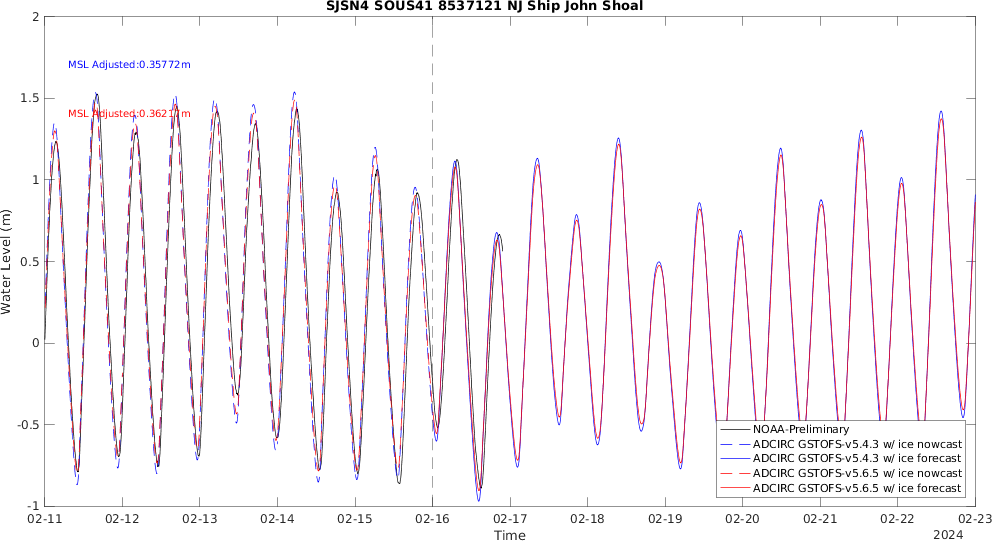 SJSN4 SOUS41 8537121 NJ Ship John Shoal
2
1.5
1
0.5
0
-0.5
-1
Water Level (m)
MSL Adjusted:0.35772m
MSL Adjusted:0.36217m
NOAA-Preliminary
ADCIRC GSTOFS-v5.4.3 w/ ice nowcast
ADCIRC GSTOFS-v5.4.3 w/ ice forecast
ADCIRC GSTOFS-v5.6.5 w/ ice nowcast
ADCIRC GSTOFS-v5.6.5 w/ ice forecast
02-11 02-12 02-13 02-14 02-15 02-16 02-17 02-18 02-19 02-20 02-21 02-22 02-23
Time
2024